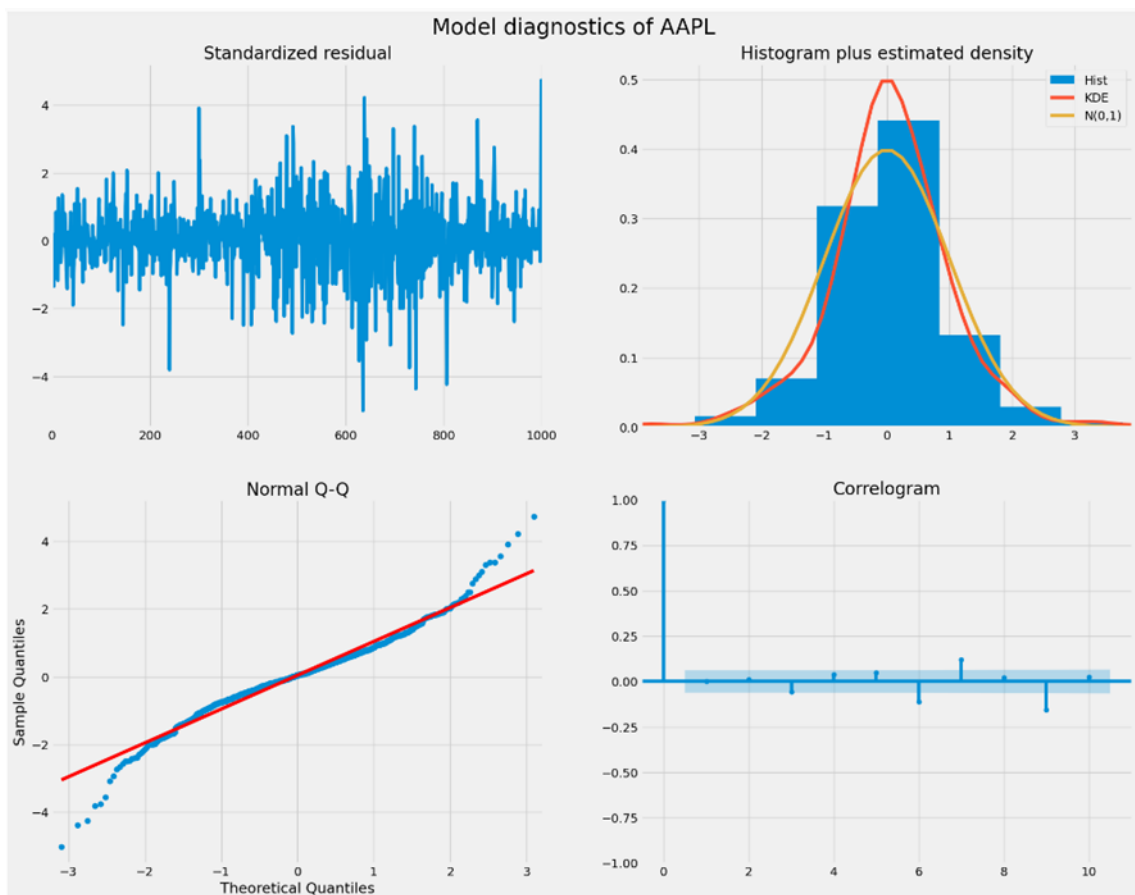 Model diagnostics of AAPL
Standardized residual
4
2
0
−2
−4
0 200 400 600 800 1000
Histogram plus estimated density
Hist
KDE
N(0,1)
0.5
0.4
0.3
0.2
0.1
0.0
−3 −2 −1 0 1 2 3
Normal Q-Q
Sample Quantiles
4
2
0
−2
−4
−3 −2 −1 0 1 2 3
Theoretical Quantiles
Correlogram
1.00
0.75
0.50
0.25
0.00
−0.25
−0.50
−0.75
−1.00
0 2 4 6 8 10